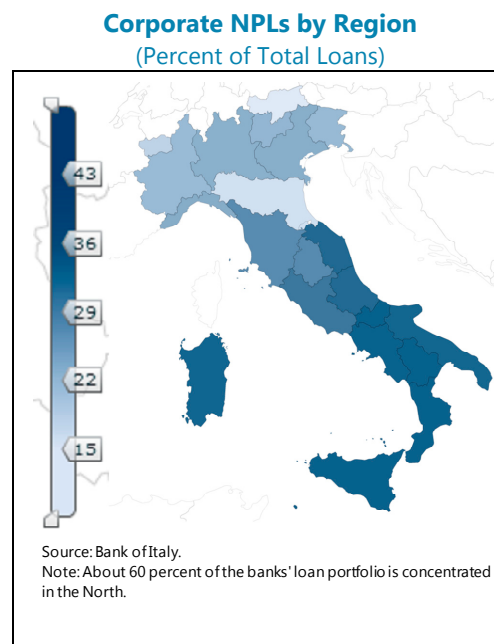 Corporate NPLs by Region
(Percent of Total Loans)
43
36
29
22
15
Source: Bank of Italy.
Note: About 60 percent of the banks' loan portfolio is concentrated
in the North.